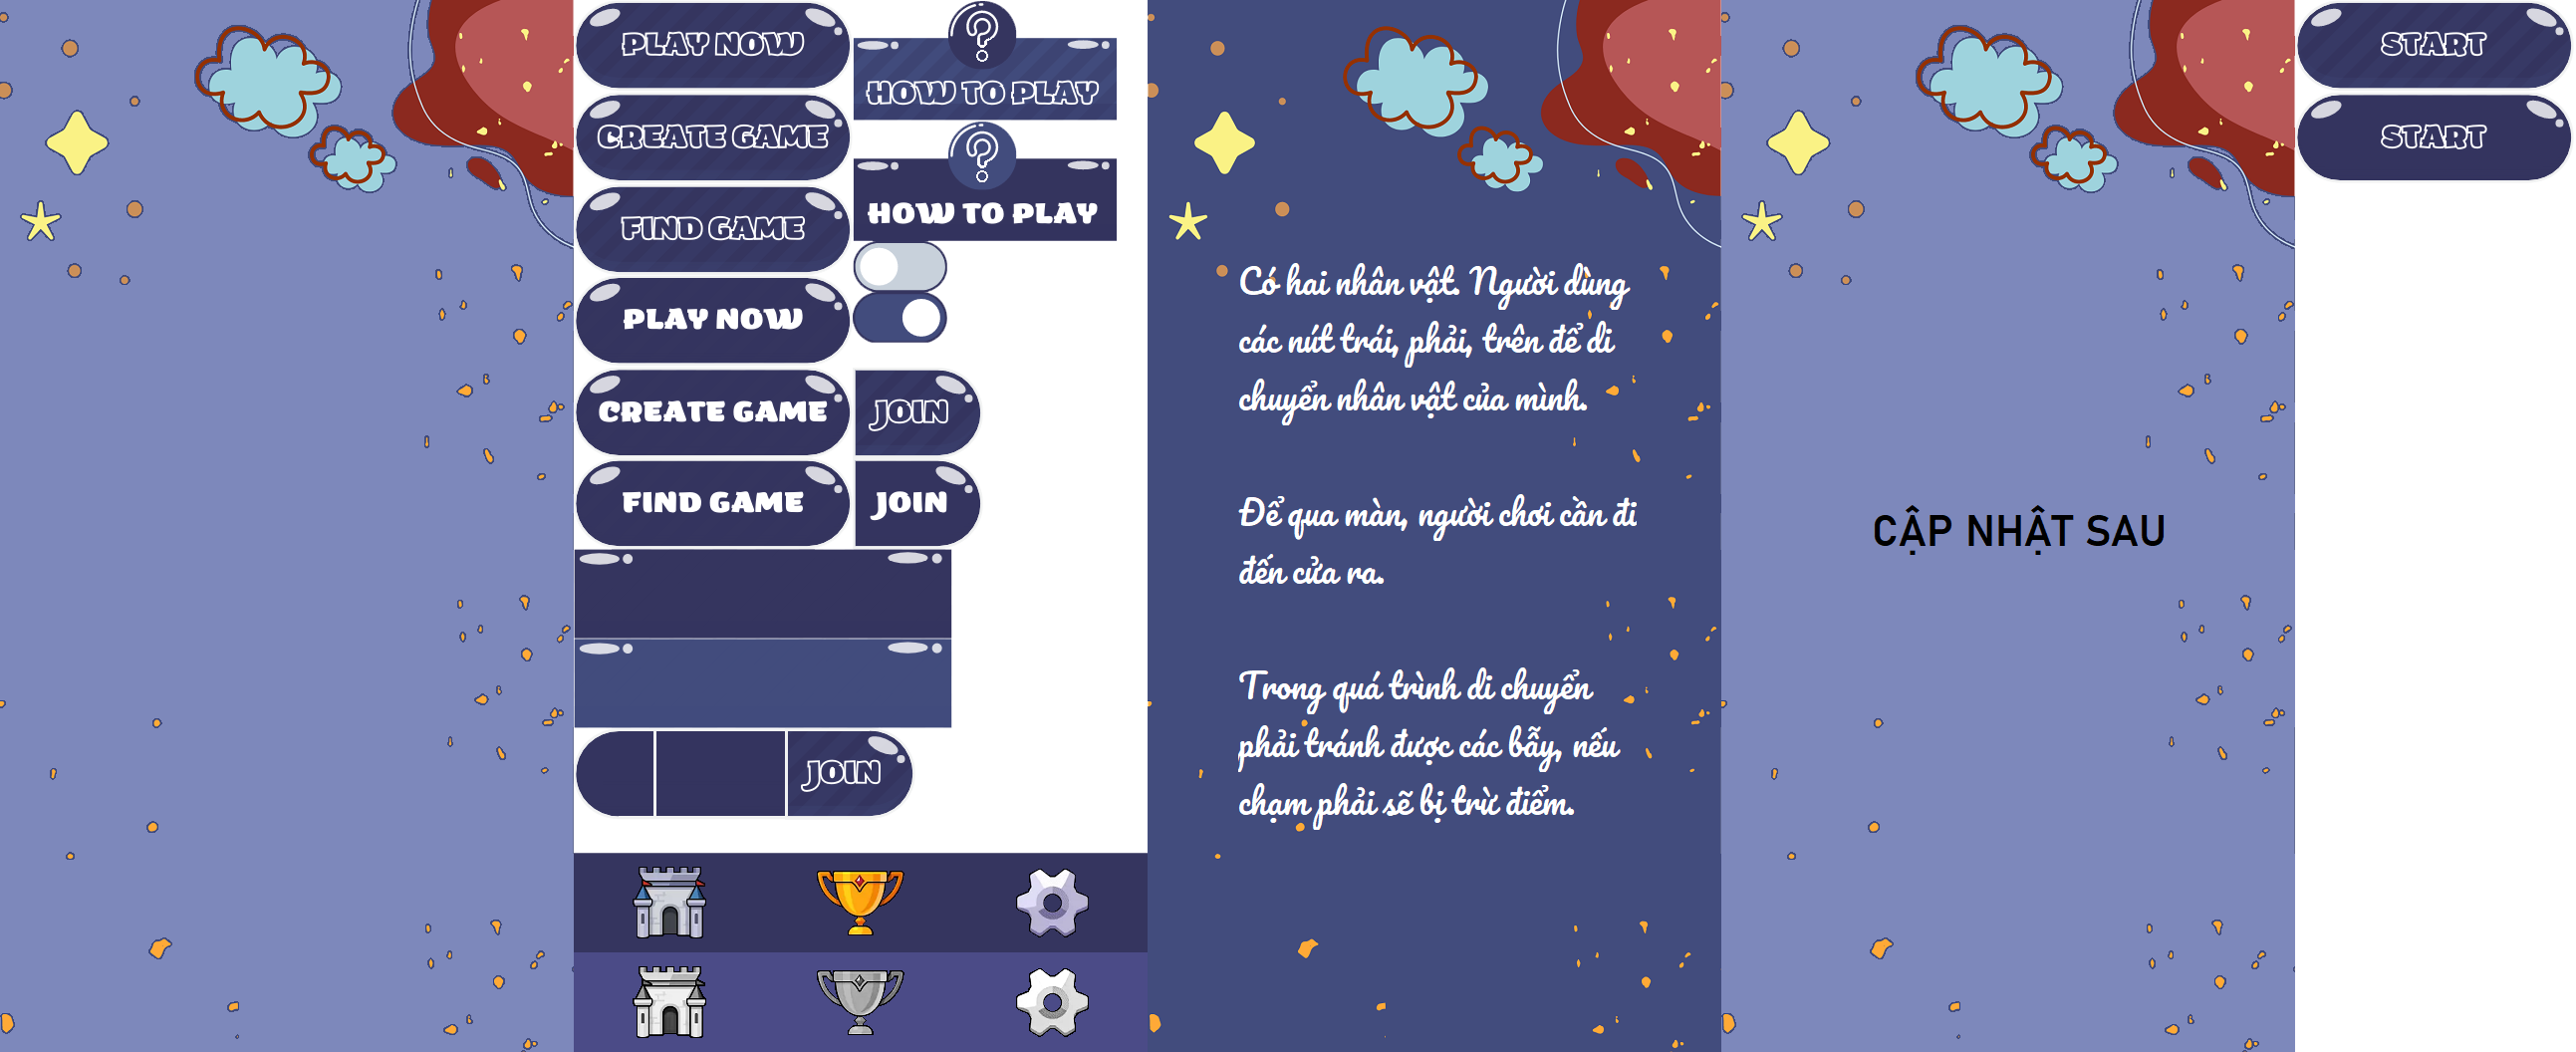 PLAY NOW
CREATE GAME
FIND GAME
PLAY NOW
CREATE GAME
FIND GAME
?
HOW TO PLAY
?
HOW TO PLAY
JOIN
JOIN
JOIN
Có hai nhân vật. Người dùng
các nút trái, phải, trên để di
chuyển nhân vật của mình.
Để qua màn, người chơi cần đi
đến cửa ra.
Trong quá trình di chuyển
phải tránh được các bẫy, nếu
chạm phải sẽ bị trừ điểm.
CẬP NHẬT SAU
START
START